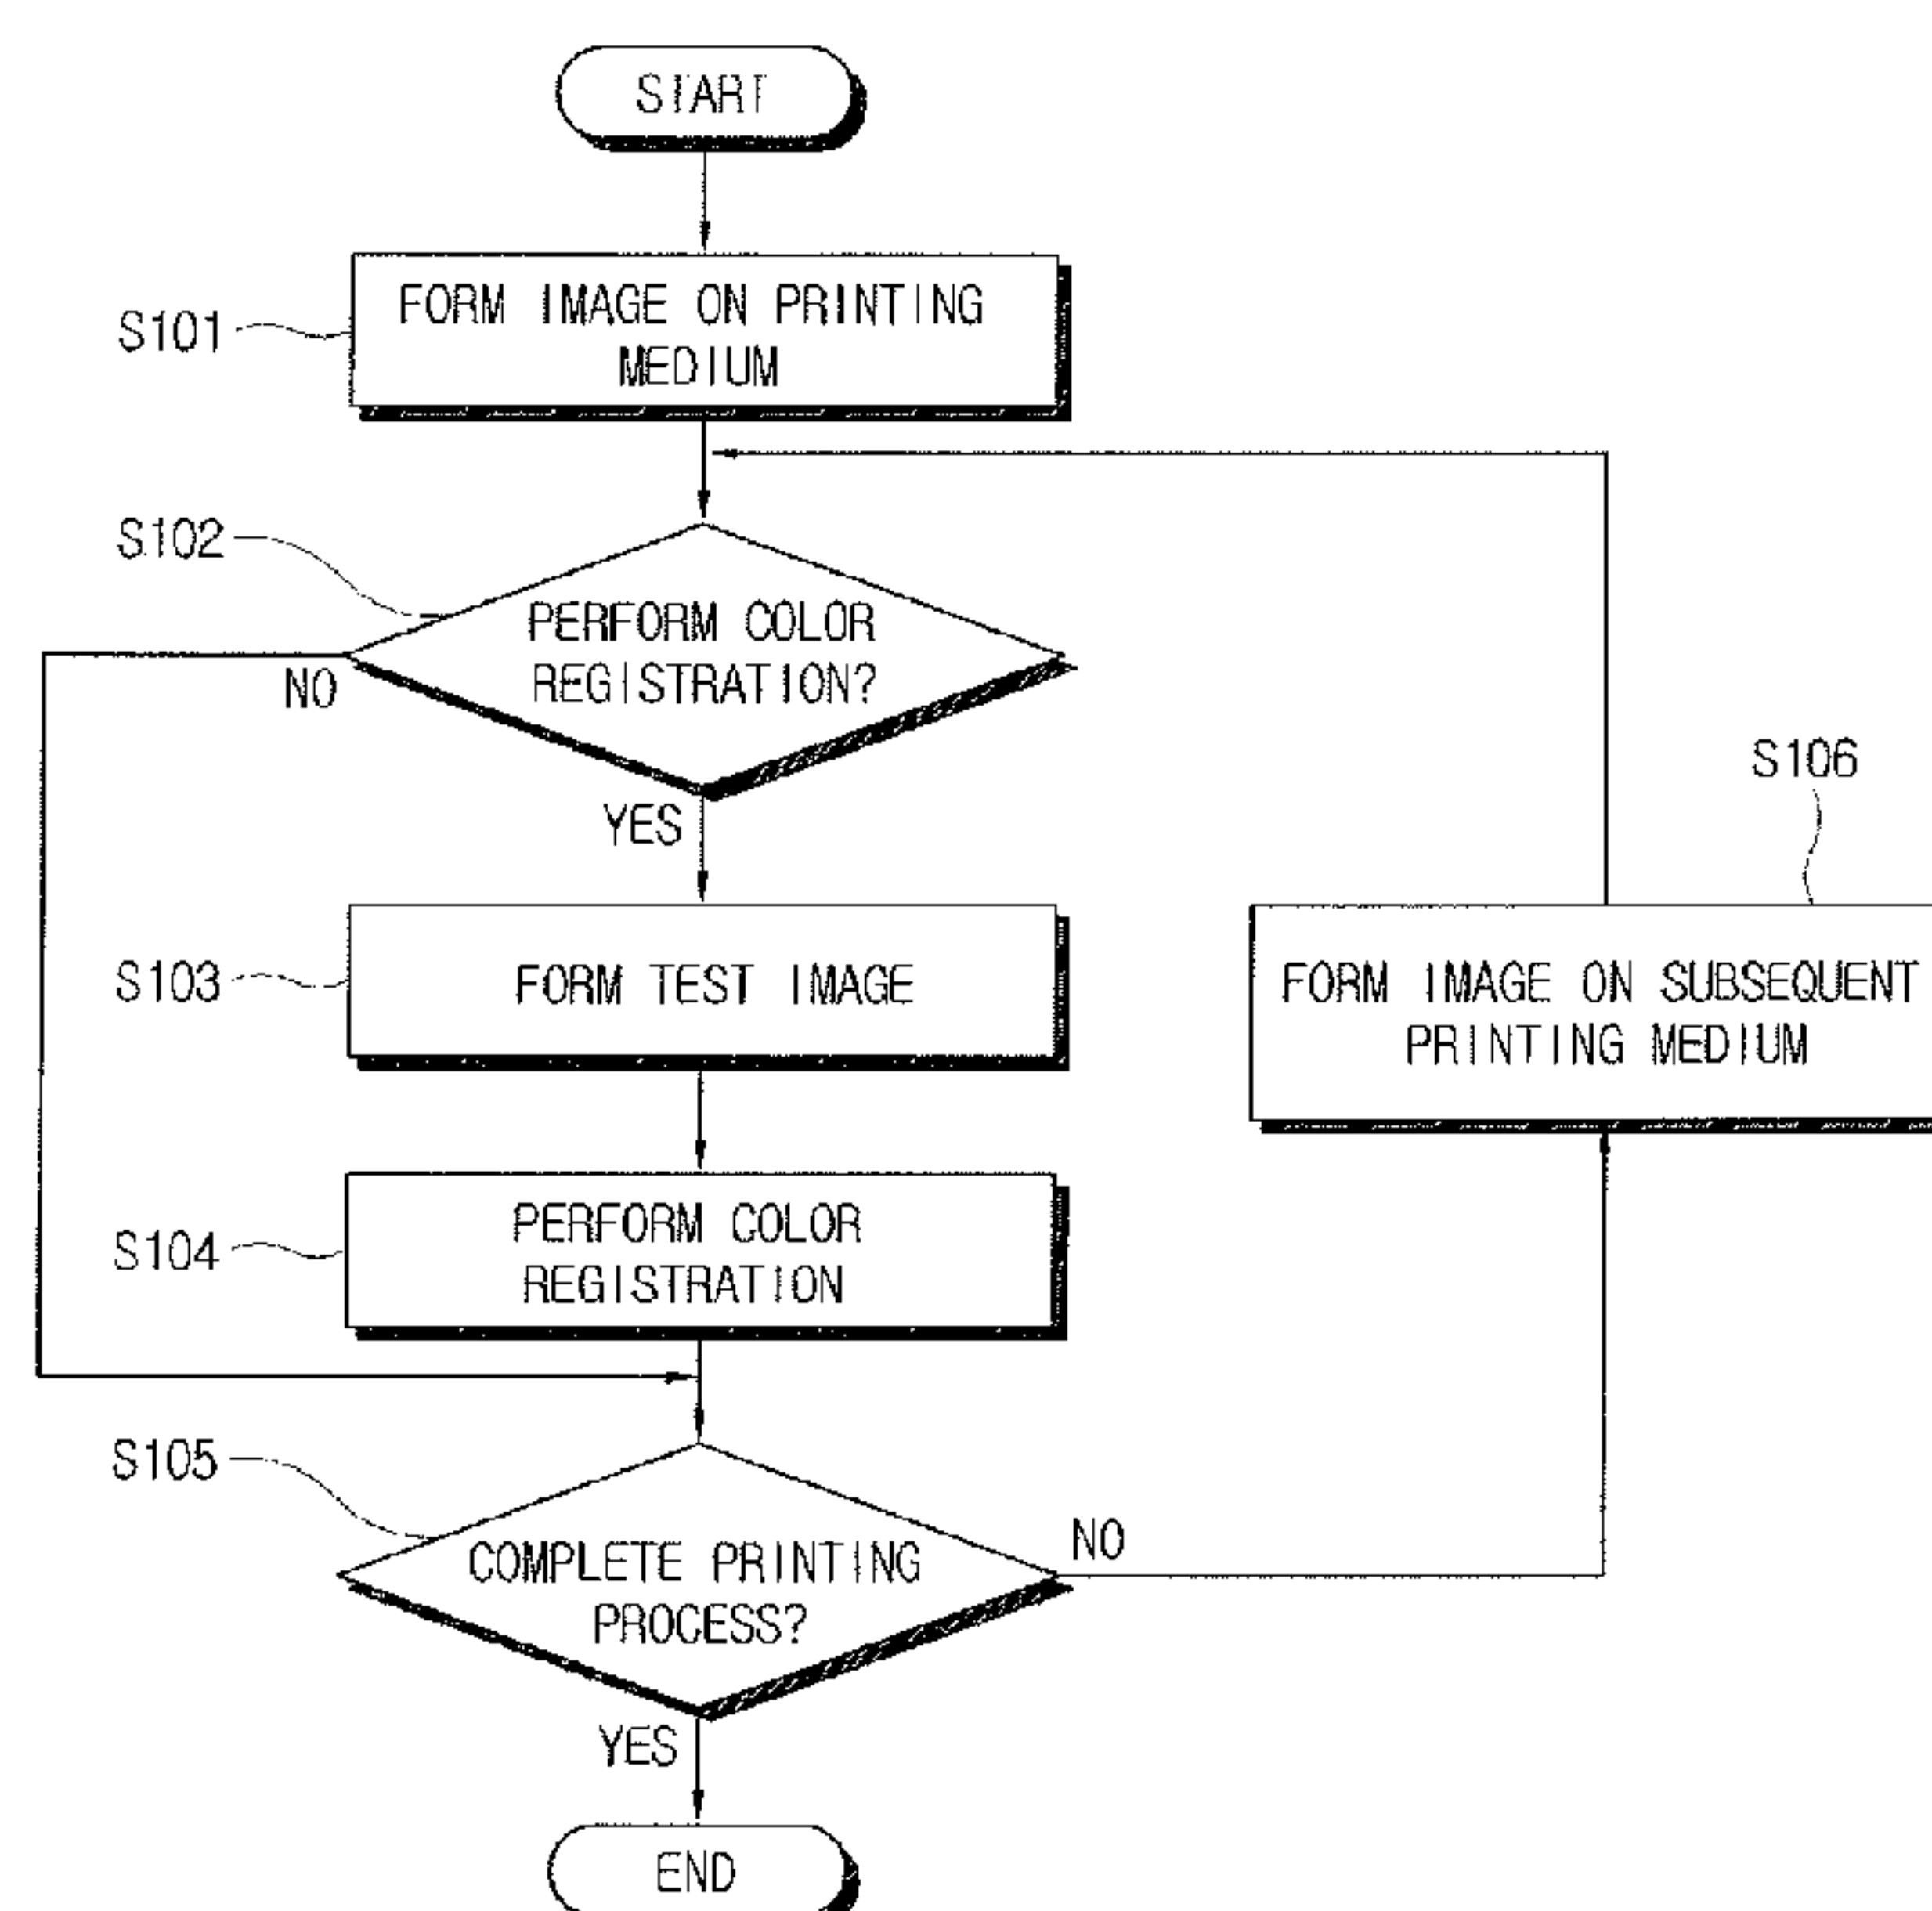 START
S101
FORM IMAGE ON PRINTING
MEDIUM
S102
PERFORM COLOR
REGISTRATION?
NO
YES
S103
FORM TEST IMAGE
S104
PERFORM COLOR
REGISTRATION
S105
COMPLETE PRINTING
PROCESS?
NO
YES
END
S106
FORM IMAGE ON SUBSEQUENT
PRINTING MEDIUM